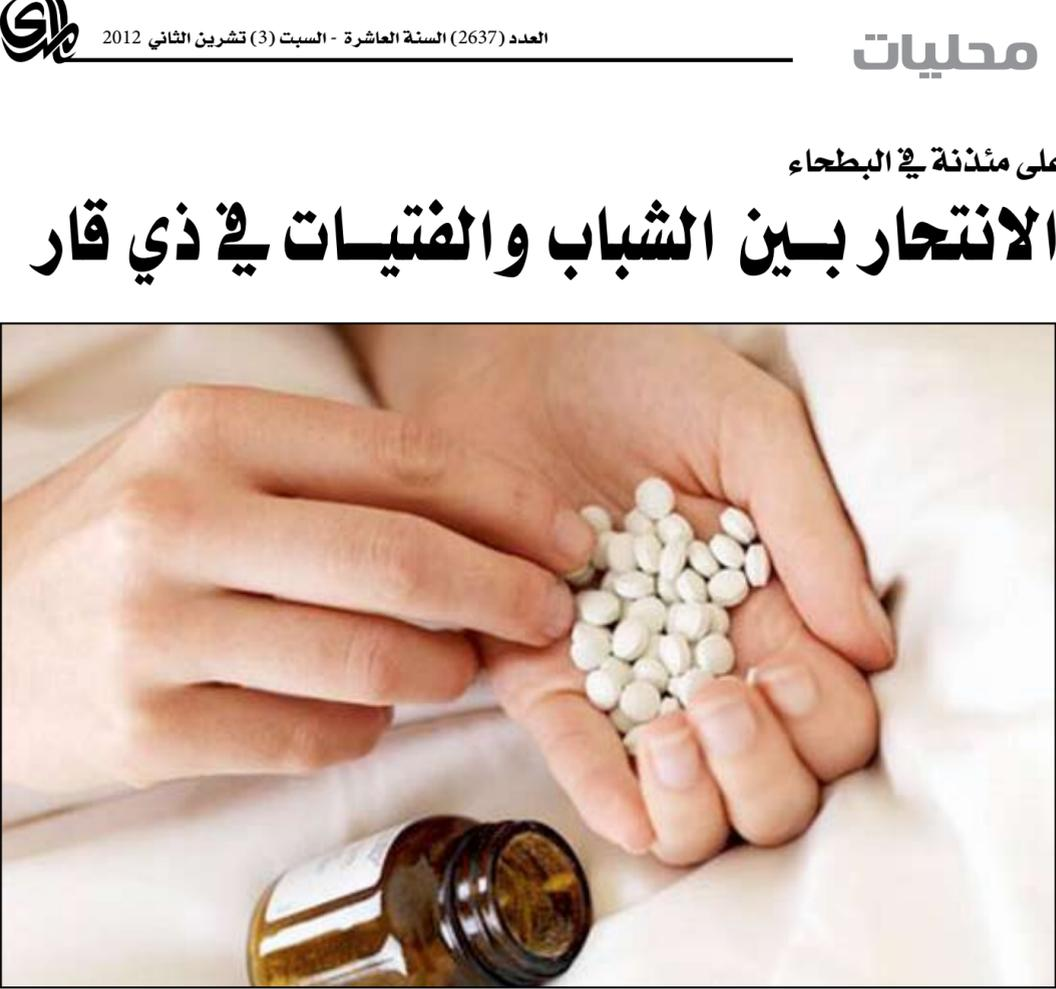 محليات
العدد (2637) السنة العاشرة - السبت (3) تشرين الثاني 2012
على مئذنة في البطحاء
الانتحار بين الشباب والفتيات في ذي قار